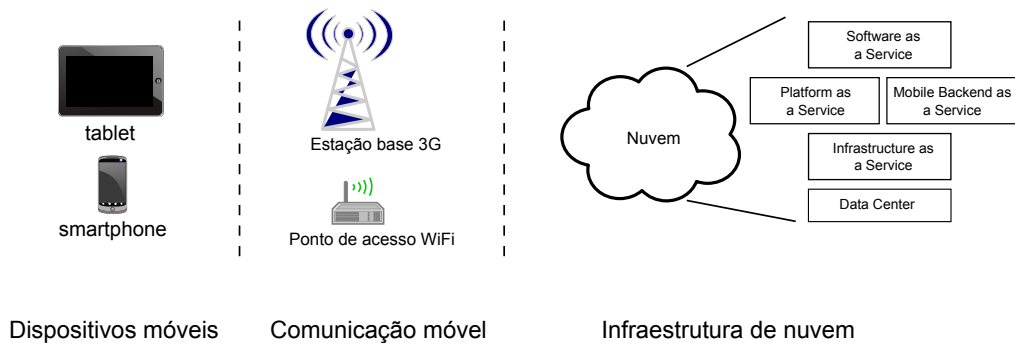 tablet
smartphone
Estação base 3G
Ponto de acesso WiFi
Nuvem
Software as
a Service
Platform as
a Service
Mobile Backend as
a Service
Infrastructure as
a Service
Data Center
Dispositivos móveis
Comunicação móvel
Infraestrutura de nuvem